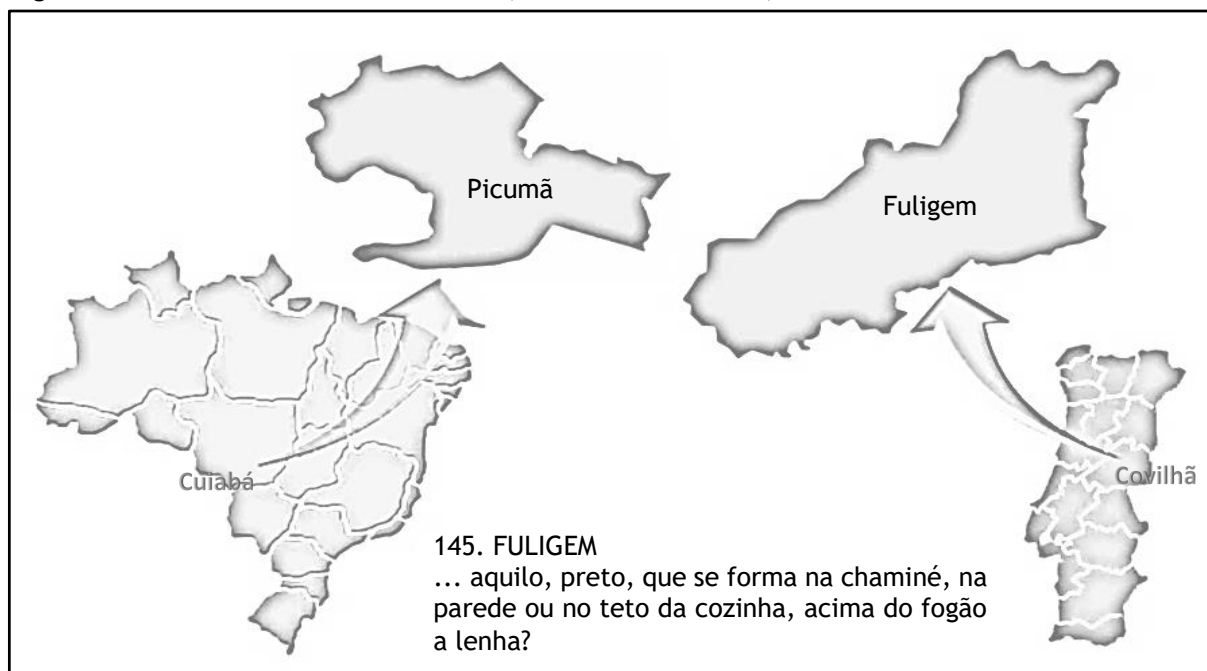 Picumã
Fuligem
Cuiabá
Covilhã
145. FULIGEM
... aquilo, preto, que se forma na chaminé, na
parede ou no teto da cozinha, acima do fogão
a lenha?